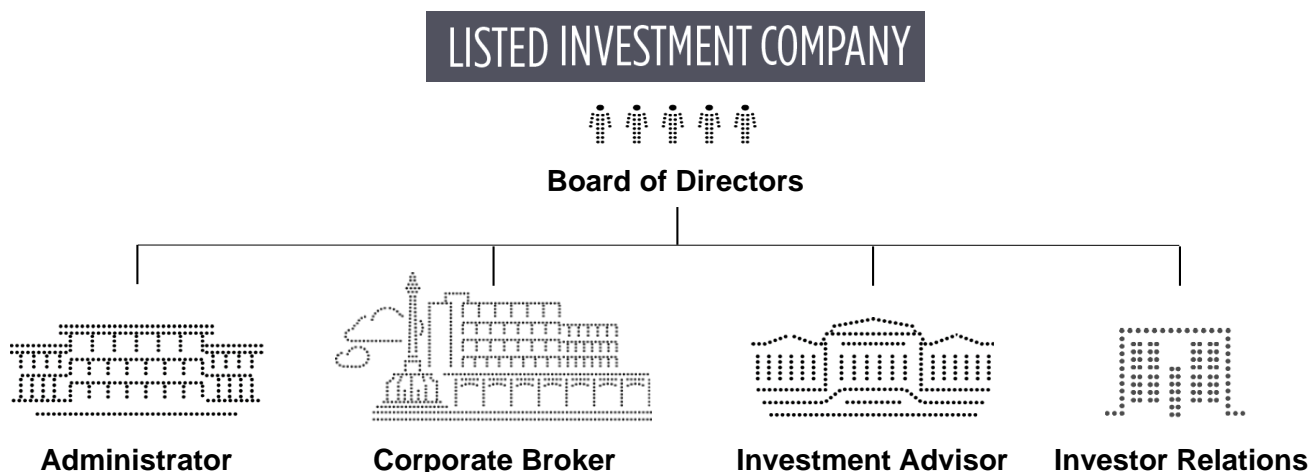 LISTED INVESTMENT COMPANY
Board of Directors
Administrator Corporate Broker Investment Advisor Investor Relations